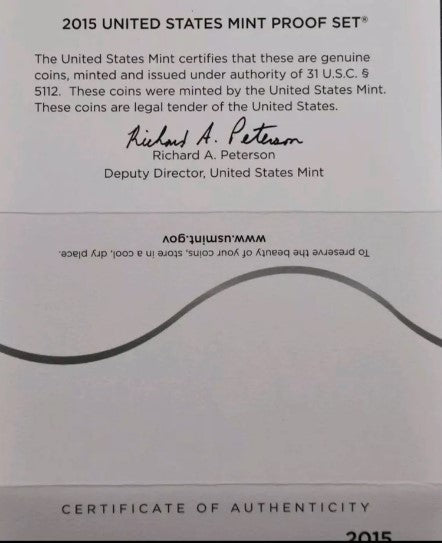 2015 UNITED STATES MINT PROOF SET®
The United States Mint certifies that these are genuine
coins, minted and issued under authority of 31 U.S.C. §
5112. These coins were minted by the United States Mint.
These coins are legal tender of the United States.
Richard A. Peterson
Richard A. Peterson
Deputy Director, United States Mint
www.usmint.gov
To preserve the beauty of your coins, store in a cool, dry place.
CERTIFICATE OF AUTHENTICITY
2015